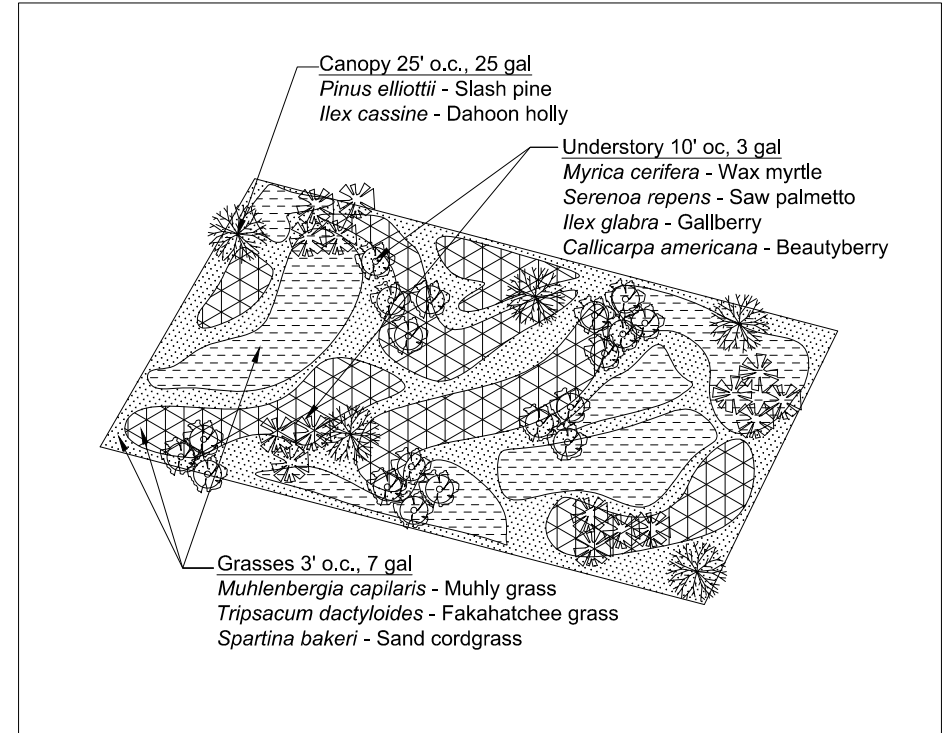 Canopy 25' o.c., 25 gal
Pinus elliottii - Slash pine
Ilex cassine - Dahoon holly
Understory 10' oc, 3 gal
Myrica cerifera - Wax myrtle
Serenoa repens - Saw palmetto
Ilex glabra - Gallberry
Callicarpa americana - Beautyberry
Grasses 3' o.c., 7 gal
Muhlenbergia capilaris - Muhly grass
Tripsacum dactyloides - Fakahatchee grass
Spartina bakeri - Sand cordgrass